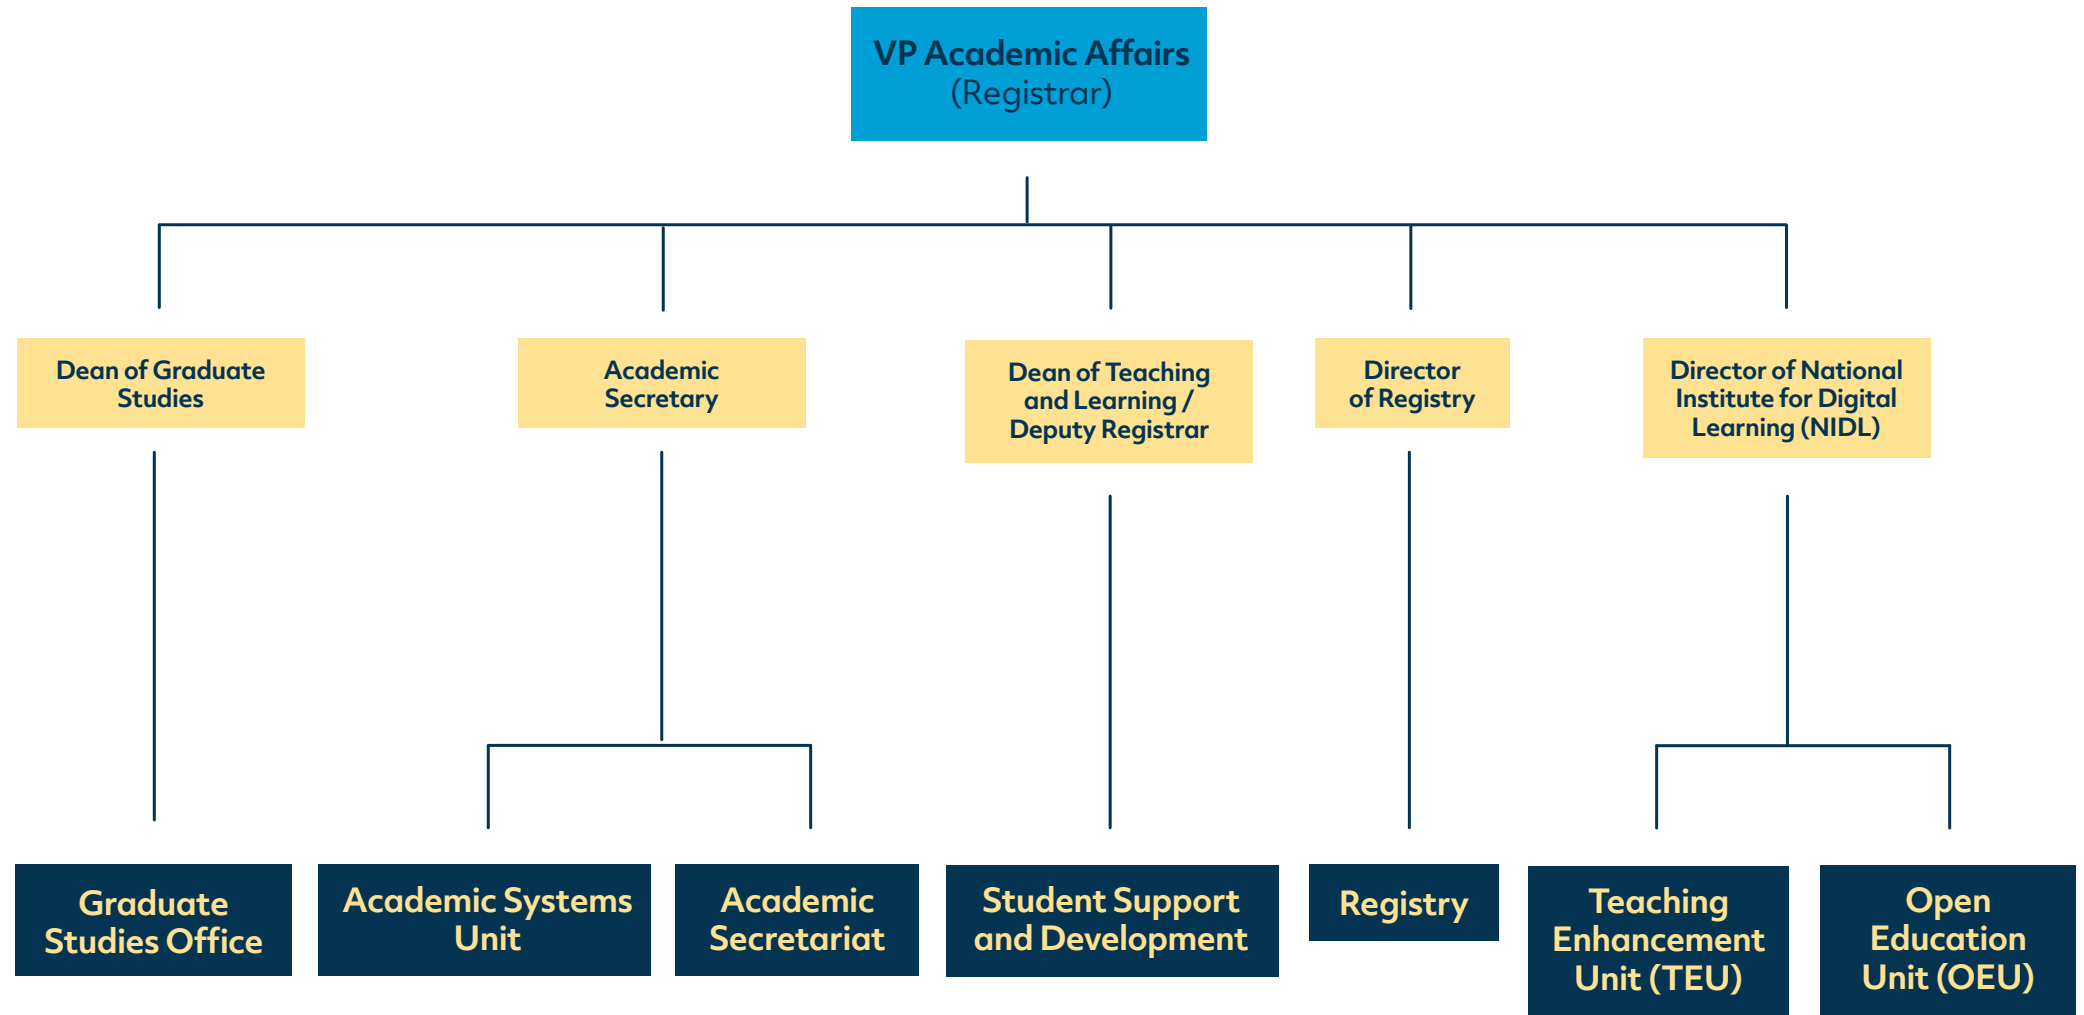 VP Academic Affairs
(Registrar)
Dean of Graduate
Studies
Academic
Secretary
Dean of Teaching
and Learning /
Deputy Registrar
Director
of Registry
Director of National
Institute for Digital
Learning (NIDL)
Graduate
Studies Office
Academic Systems
Unit
Academic
Secretariat
Student Support
and Development
Registry
Teaching
Enhancement
Unit (TEU)
Open
Education
Unit (OEU)